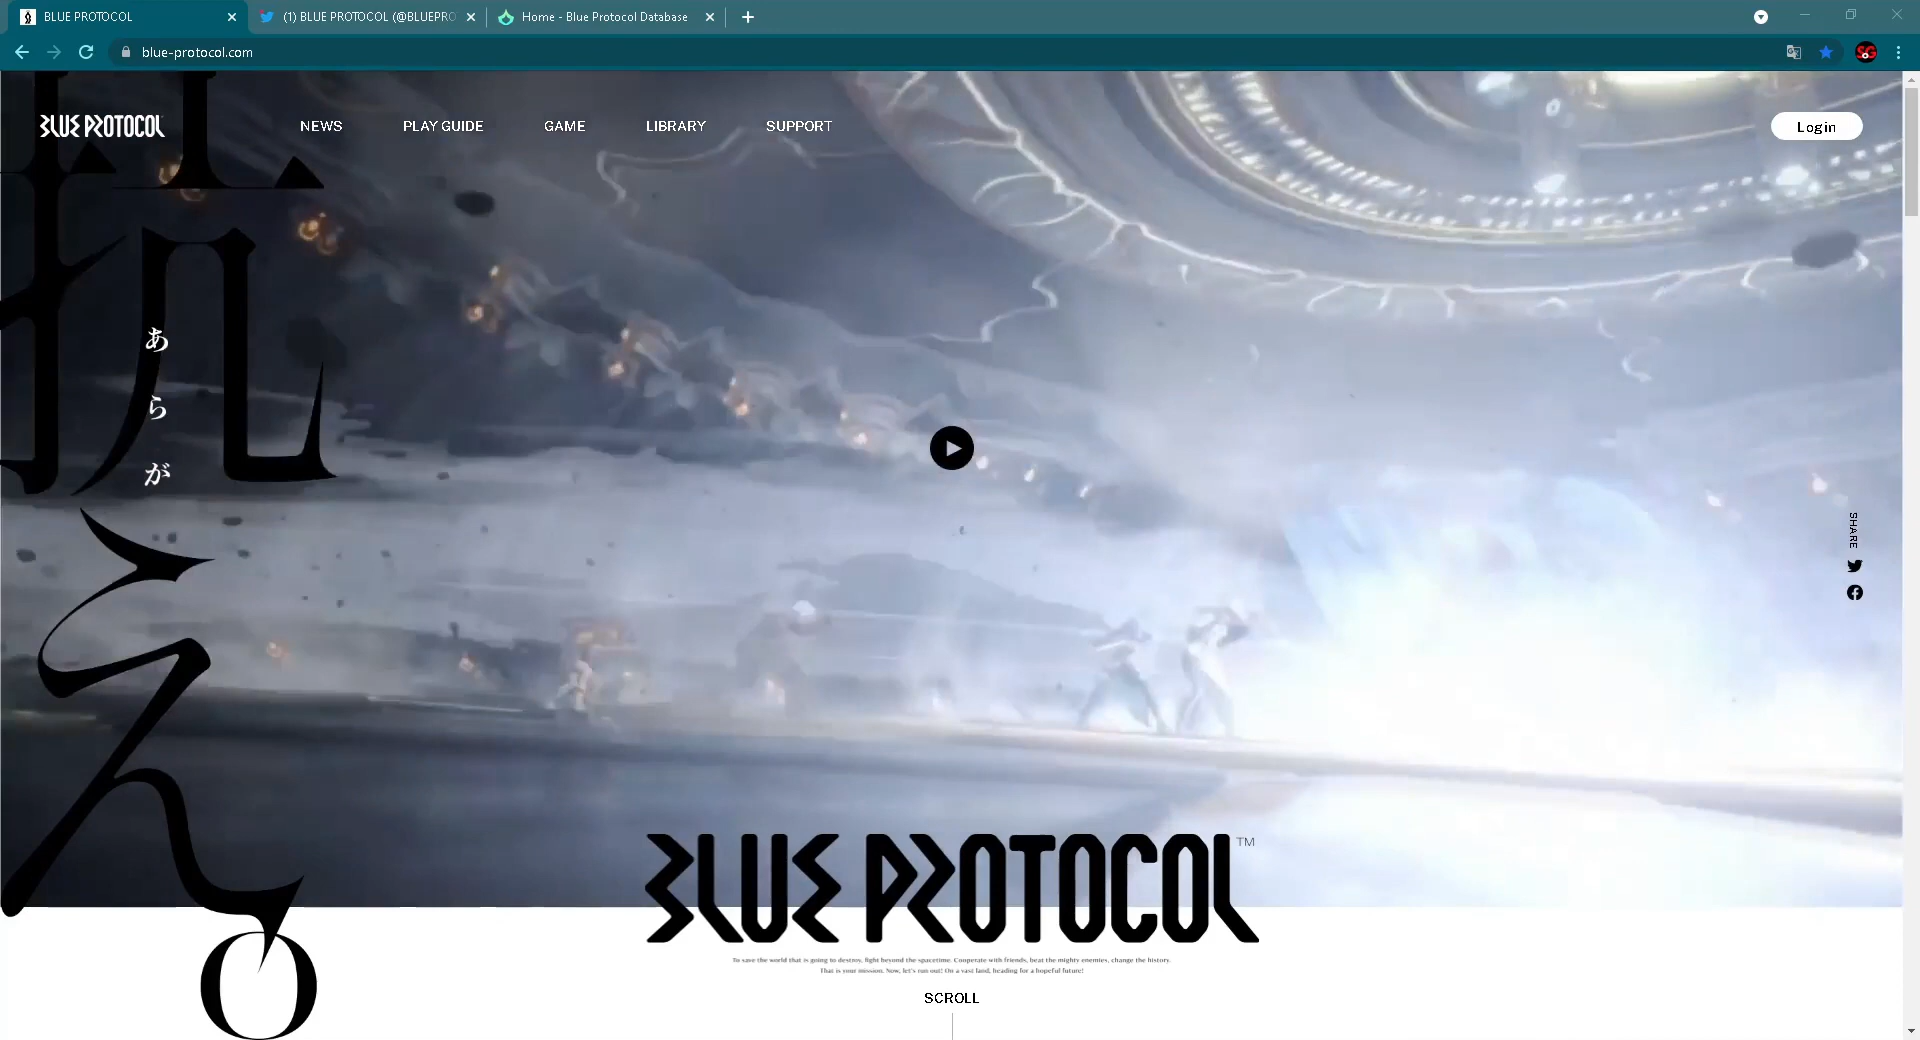 BLUE PROTOCOL
(1) BLUE PROTOCOL (@BLUEPRO
Home - Blue Protocol Database
blue-protocol.com
SG
BLUE PROTOCOL
NEWS
PLAY GUIDE
GAME
LIBRARY
SUPPORT
Login
抗え。
あらが
SHARE
BLUE PROTOCOL™
To save the world that is going to destroy, fight beyond the spacetime. Cooperate with friends, beat the mighty enemies, change the history.
That is your mission. Now, let's run out! On a vast land, heading for a hopeful future!
SCROLL